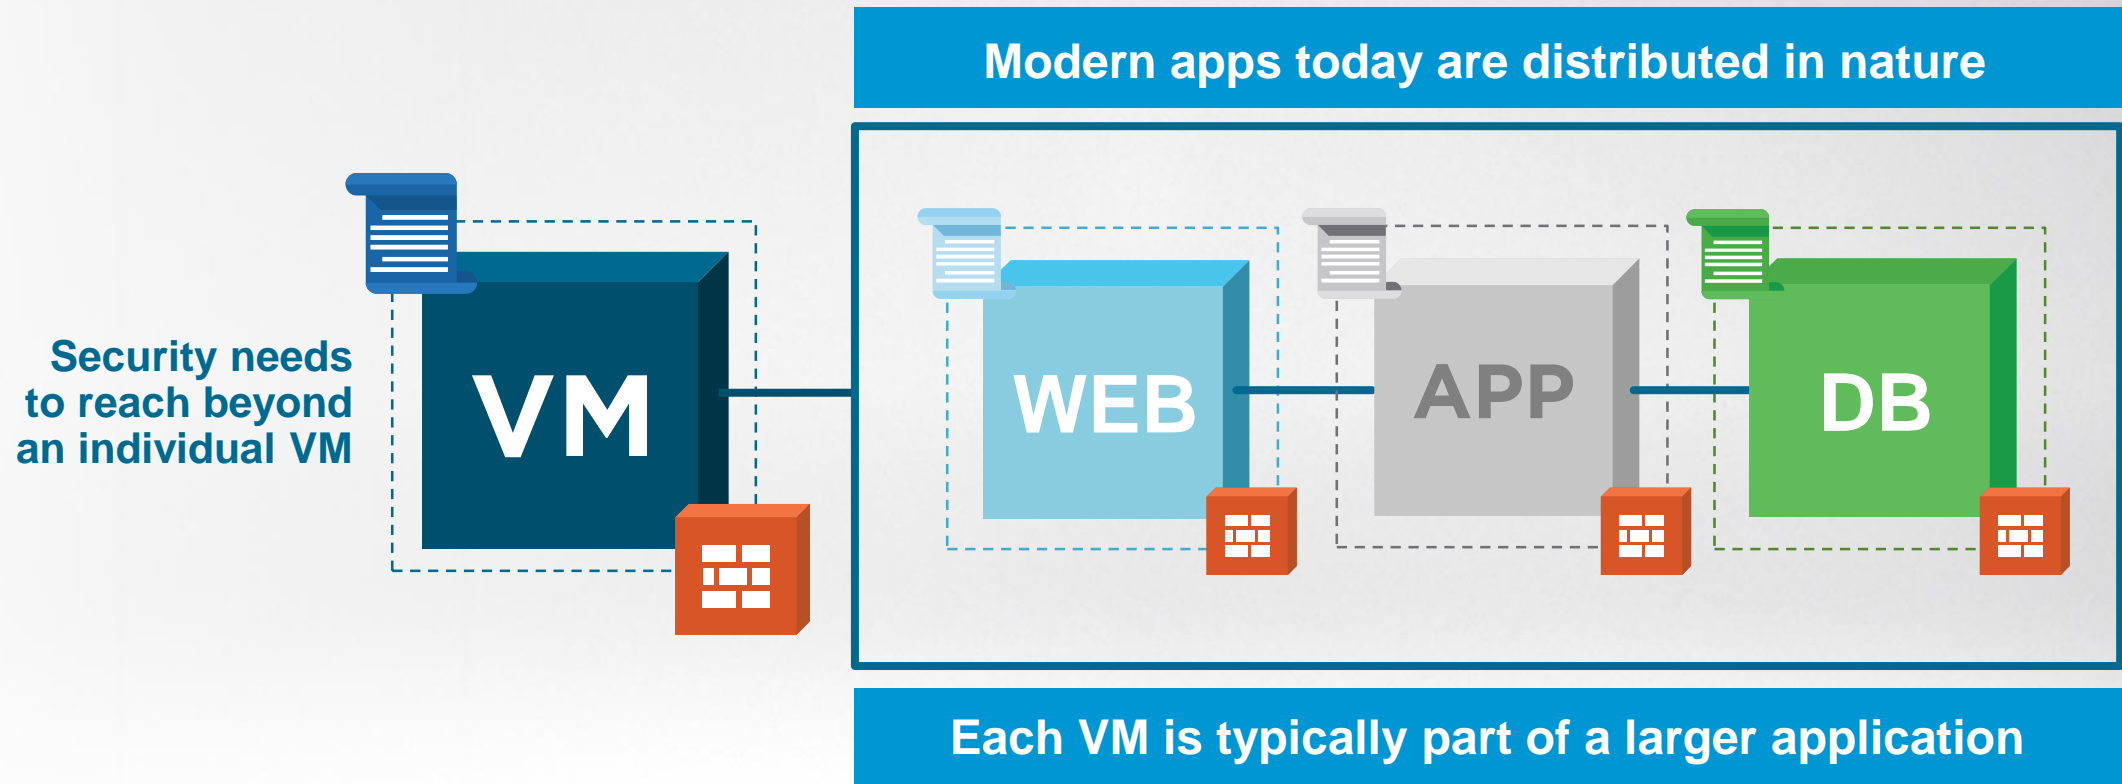 Modern apps today are distributed in nature
Security needs
to reach beyond
an individual VM
VM
WEB
APP
DB
Each VM is typically part of a larger application